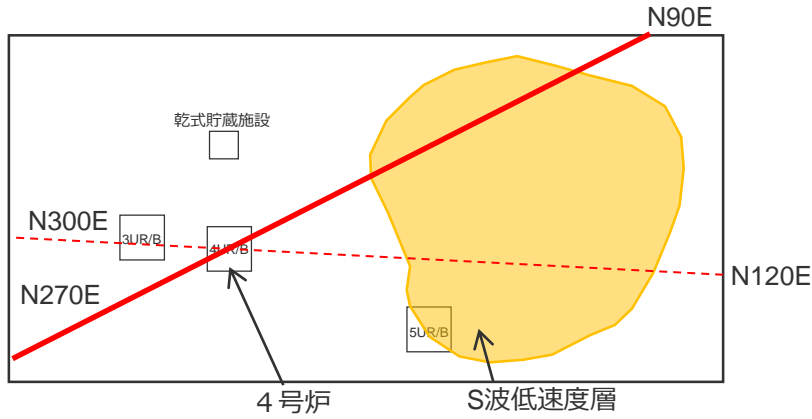 N90E
乾式貯蔵施設
N300E
3UR/B
4UR/B
N120E
N270E
5UR/B
4号炉
S波低速度層